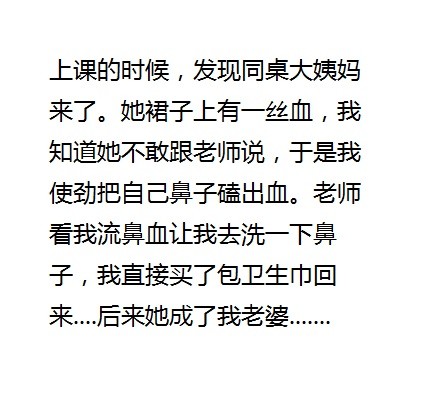 上课的时候，发现同桌大姨妈
来了。她裙子上有一丝血，我
知道她不敢跟老师说，于是我
使劲把自己鼻子磕出血。老师
看我流鼻血让我去洗一下鼻
子，我直接买了包卫生巾回
来....后来她成了我老婆.......